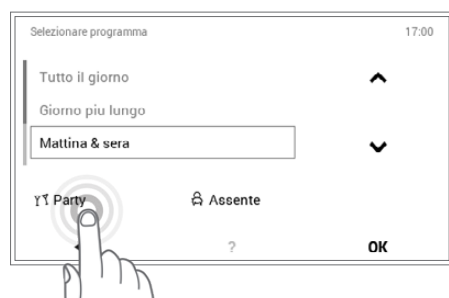 Selezionare programma 17:00
Tutto il giorno
Giorno piu lungo
Mattina & sera
Party Assente
? OK